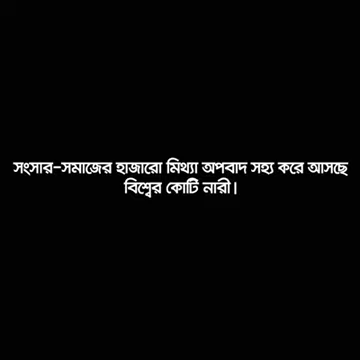 সংসার-সমাজের হাজারো মিথ্যা অপবাদ সহ্য করে আসছে
বিশ্বের কোটি নারী।